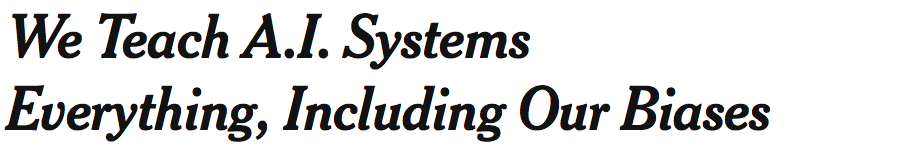 We Teach A.I. Systems
Everything, Including Our Biases